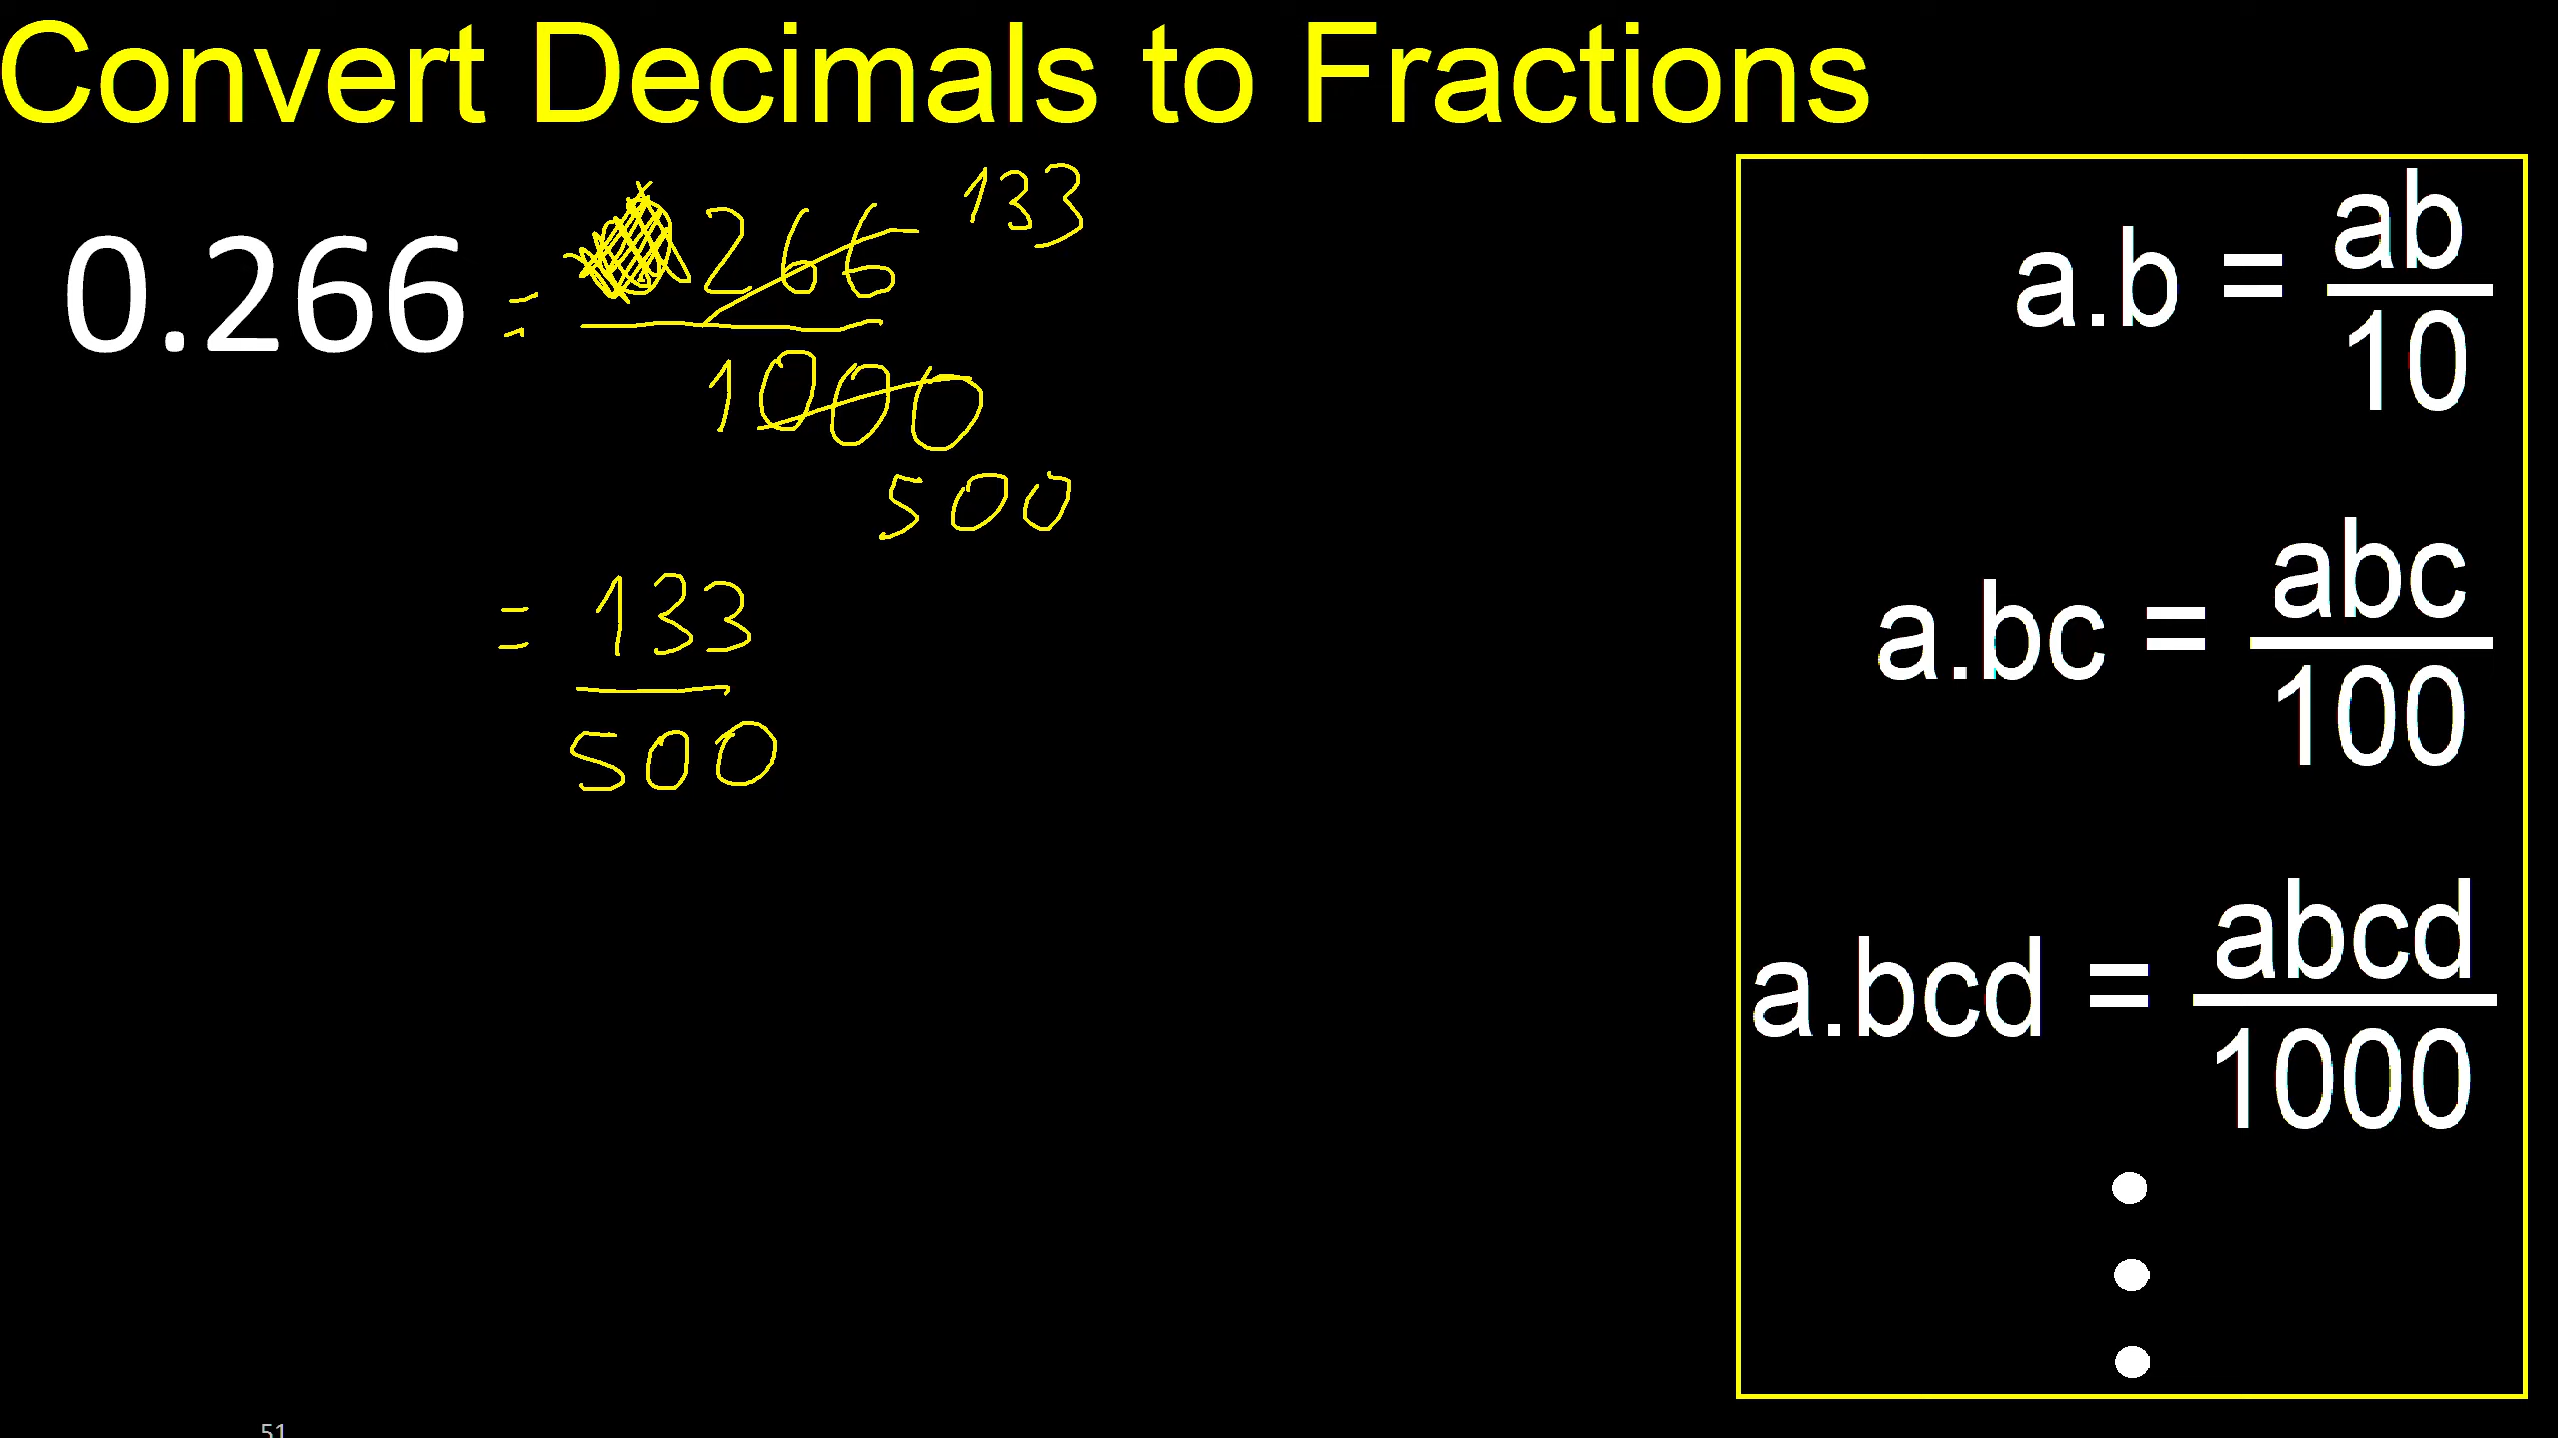 Convert Decimals to Fractions
0.266 = 266 133
1000
500
= 133
500
a.b = ab
10
a.bc = abc
100
a.bcd = abcd
1000
51